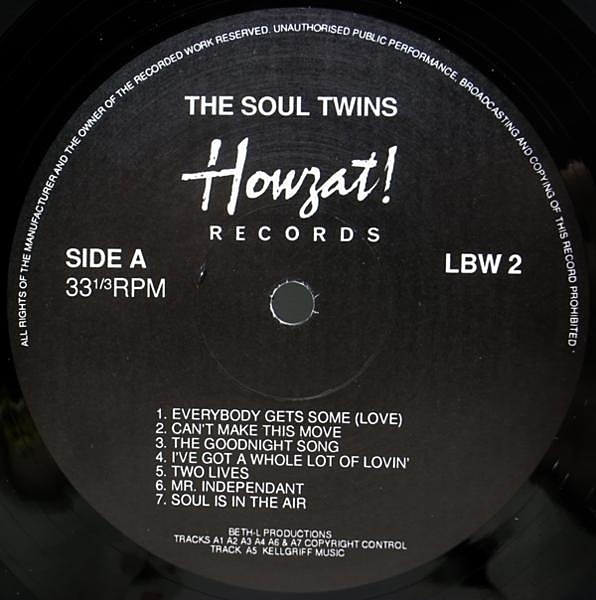 ALL RIGHTS OF THE MANUFACTURER AND THE OWNER OF THE RECORDED WORK RESERVED. UNAUTHORISED PUBLIC PERFORMANCE, BROADCASTING AND COPYING OF THIS RECORD PROHIBITED
THE SOUL TWINS
Howzat!
RECORDS
SIDE A
33 1/3 RPM
LBW 2
1. EVERYBODY GETS SOME (LOVE)
2. CAN'T MAKE THIS MOVE
3. THE GOODNIGHT SONG
4. I'VE GOT A WHOLE LOT OF LOVIN'
5. TWO LIVES
6. MR. INDEPENDANT
7. SOUL IS IN THE AIR
BETH-L PRODUCTIONS
TRACKS A1 A2 A3 A4 A6 & A7 COPYRIGHT CONTROL
TRACK A5 KELLGRIFF MUSIC